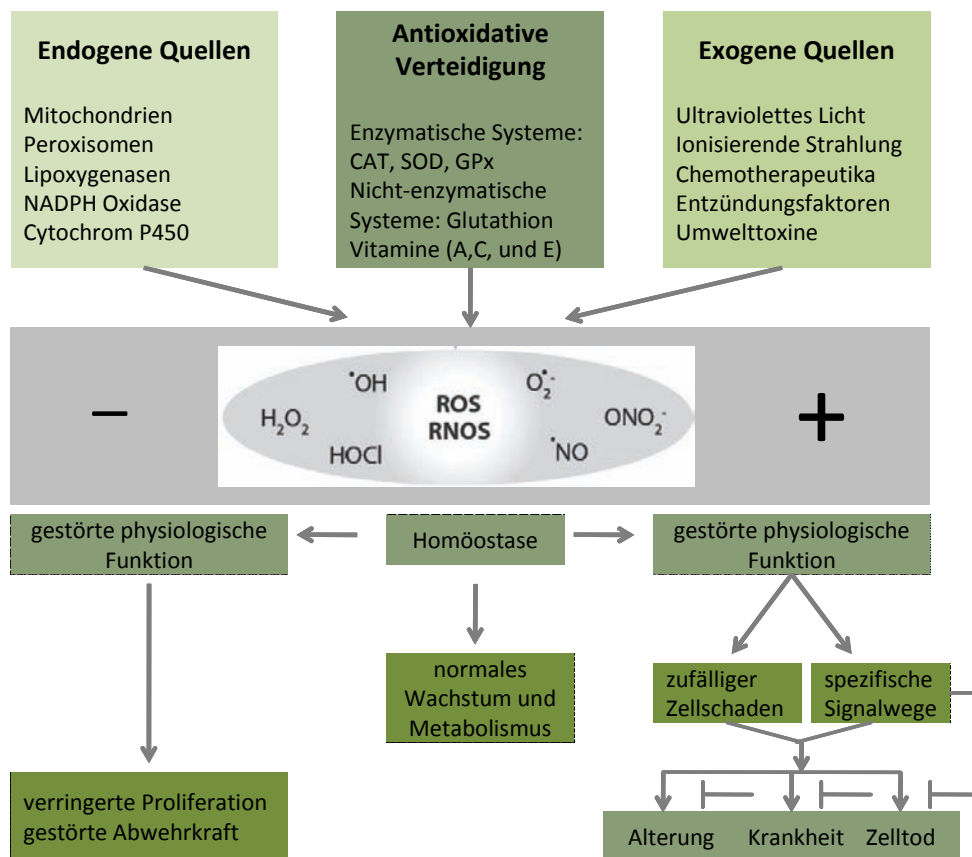 Endogene Quellen
Mitochondrien
Peroxisomen
Lipoxygenasen
NADPH Oxidase
Cytochrom P450
Antioxidative
Verteidigung
Enzymatische Systeme:
CAT, SOD, GPx
Nicht-enzymatische
Systeme: Glutathion
Vitamine (A,C, und E)
Exogene Quellen
Ultraviolettes Licht
Ionisierende Strahlung
Chemotherapeutika
Entzündungsfaktoren
Umwelttoxine
–
•OH
H₂O₂
HOCl
ROS
RNOS
O₂•-
ONO₂-
•NO
+
gestörte physiologische
Funktion
Homöostase
gestörte physiologische
Funktion
normales
Wachstum und
Metabolismus
zufälliger
Zellschaden
spezifische
Signalwege
verringerte Proliferation
gestörte Abwehrkraft
Alterung Krankheit Zelltod